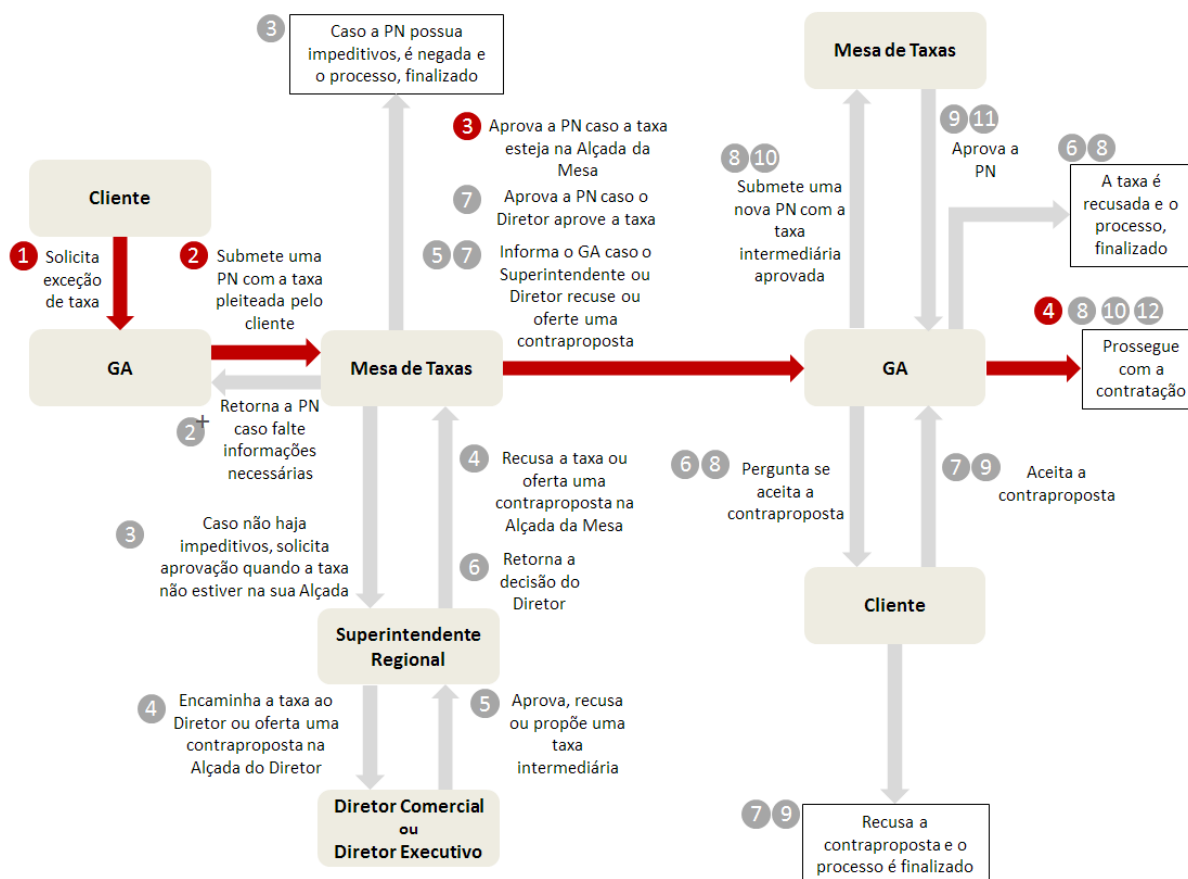 3
Caso a PN possua
impeditivos, é negada e
o processo, finalizado
Mesa de Taxas
3
Aprova a PN caso a taxa
esteja na Alçada da
Mesa
7
Aprova a PN caso o
Diretor aprove a taxa
5 7
Informa o GA caso o
Superintendente ou
Diretor recuse ou
oferte uma
contraproposta
8 10
Submete uma
nova PN com a
taxa
intermediária
aprovada
9 11
Aprova a
PN
6 8
A taxa é
recusada e o
processo,
finalizado
Cliente
1
Solicita
exceção
de taxa
2
Submete uma
PN com a taxa
pleiteada pelo
cliente
GA
Mesa de Taxas
GA
4 8 10 12
Prossegue
com a
contratação
2+
Retorna a PN
caso falte
informações
necessárias
3
Caso não haja
impeditivos, solicita
aprovação quando a taxa
não estiver na sua Alçada
4
Recusa a taxa ou
oferta uma
contraproposta na
Alçada da Mesa
6
Retorna a
decisão do
Diretor
6 8
Pergunta se
aceita a
contraproposta
7 9
Aceita a
contraproposta
Cliente
Superintendente
Regional
4
Encaminha a taxa ao
Diretor ou oferta uma
contraproposta na
Alçada do Diretor
5
Aprova, recusa
ou propõe uma
taxa
intermediária
Diretor Comercial
ou
Diretor Executivo
7 9
Recusa a
contraproposta e o
processo é finalizado